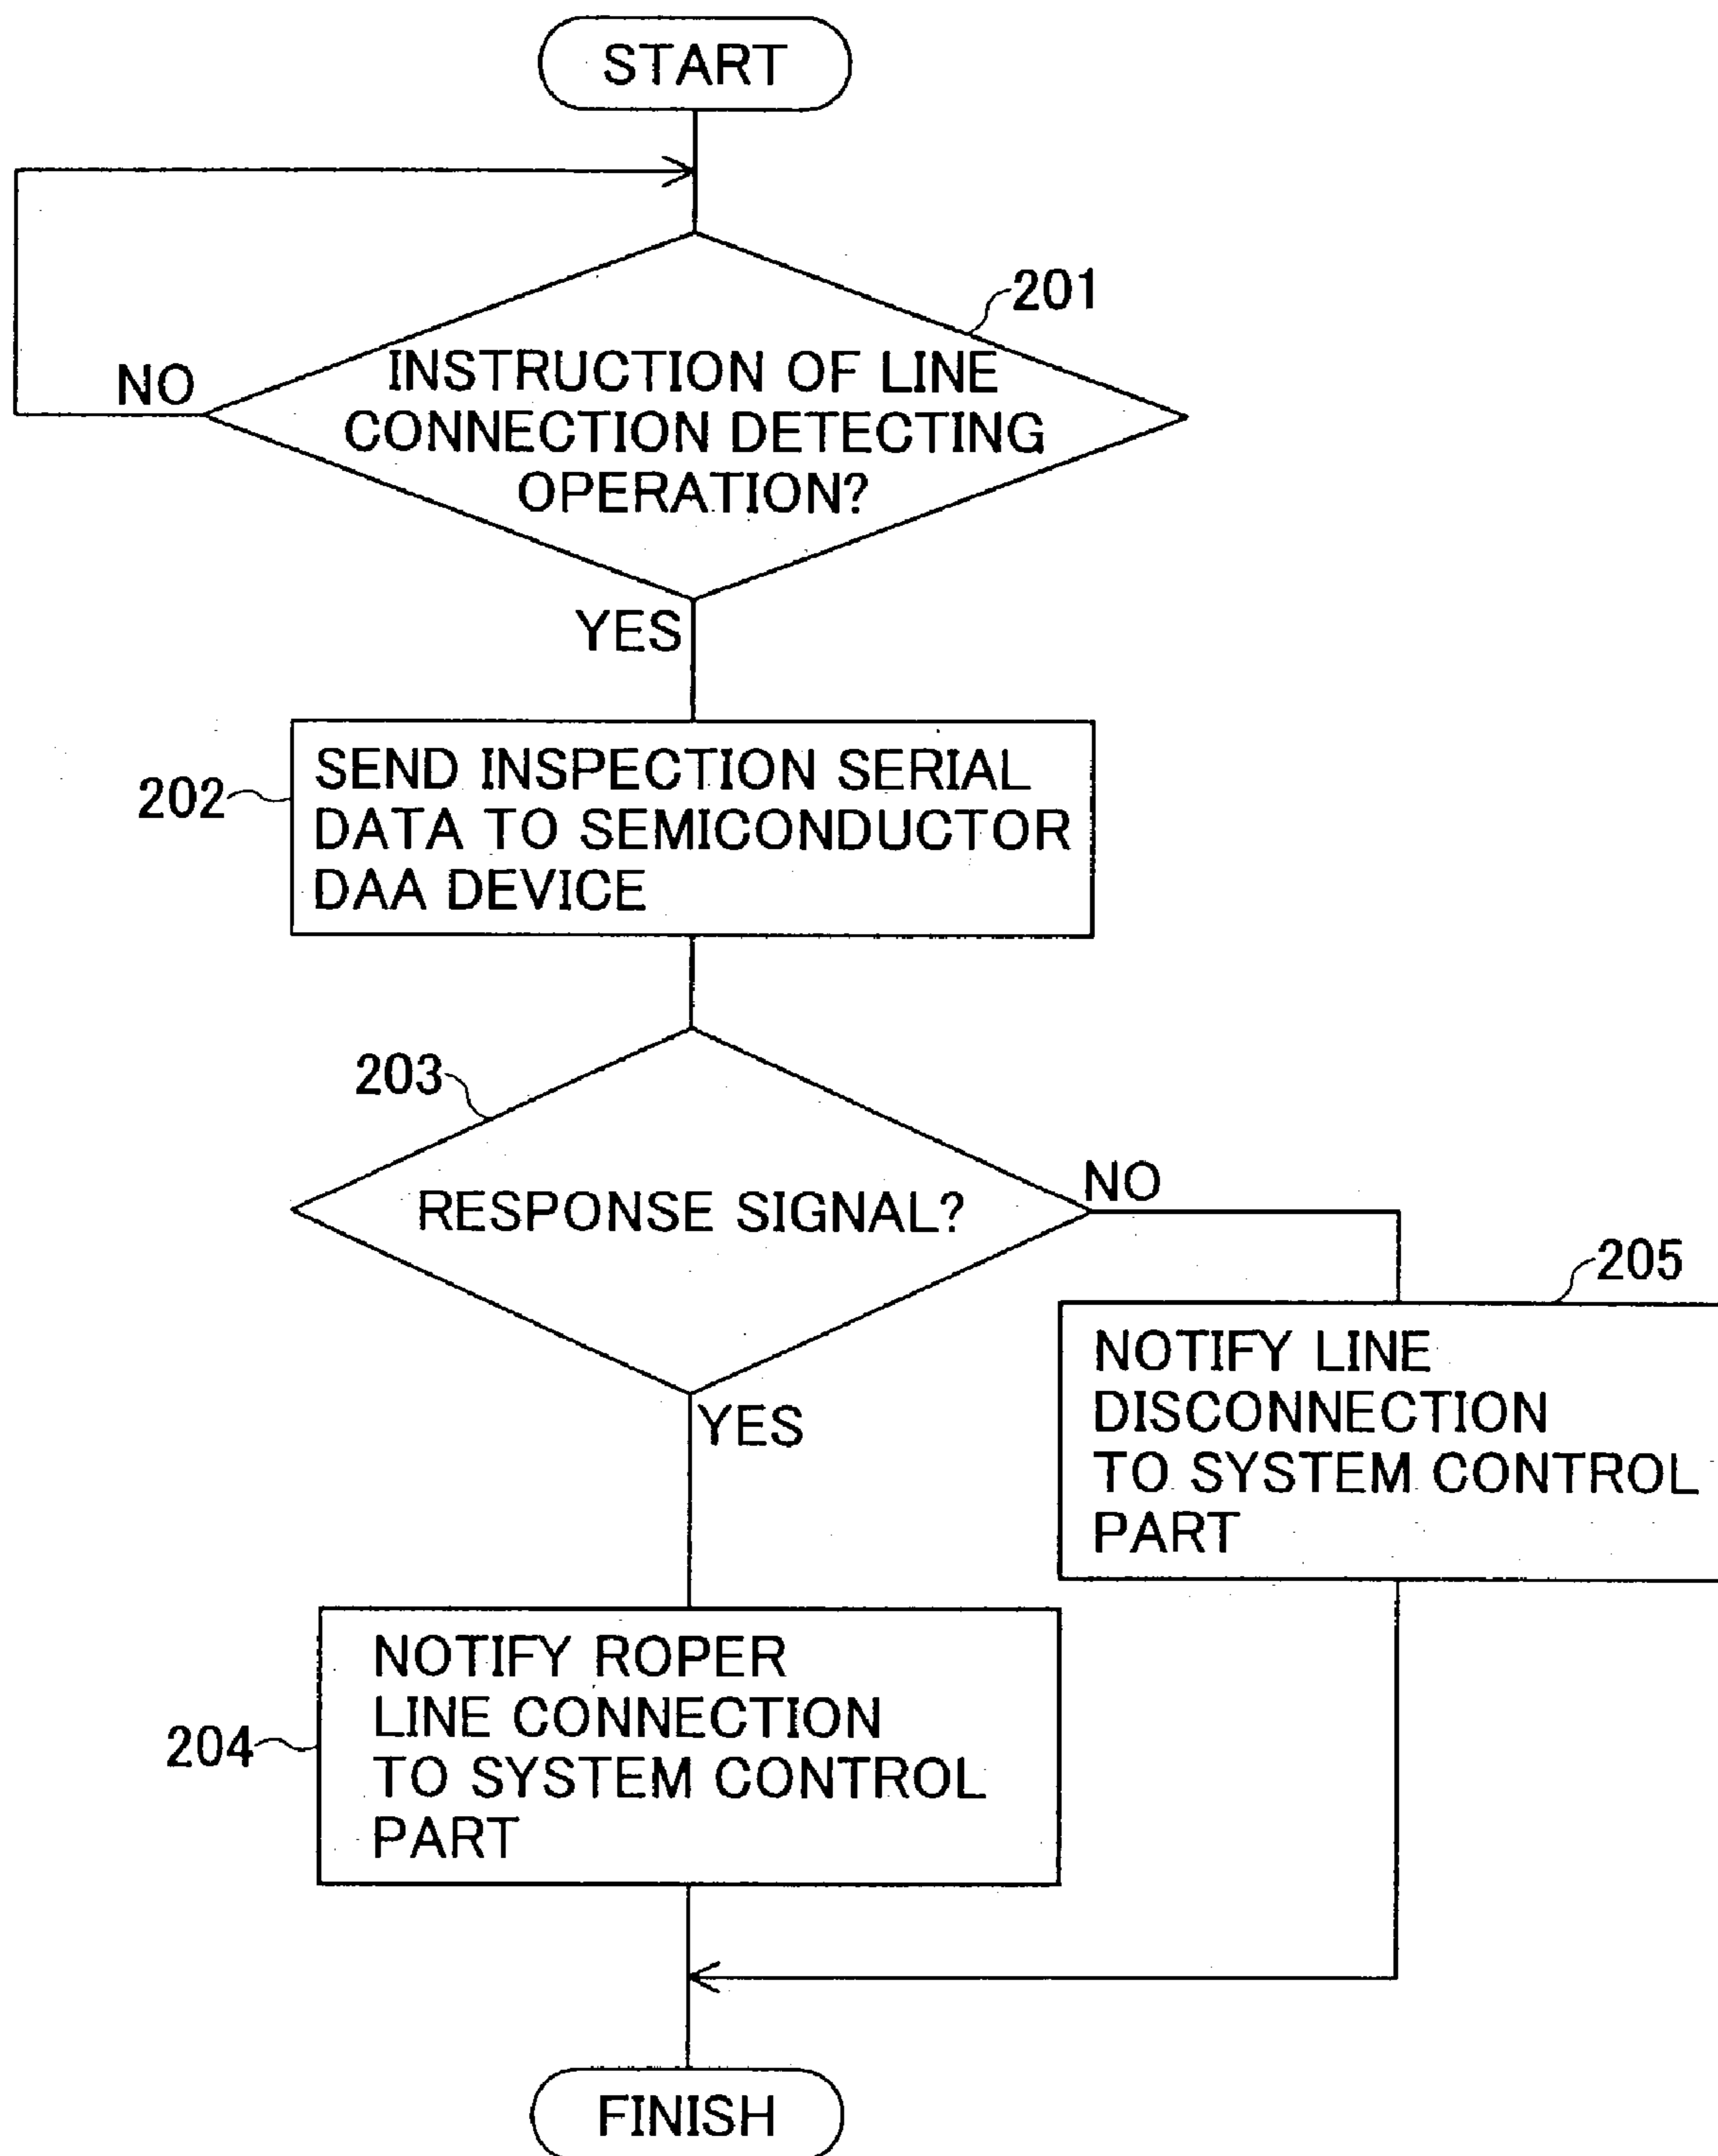 START
201
INSTRUCTION OF LINE
CONNECTION DETECTING
OPERATION?
NO
YES
202
SEND INSPECTION SERIAL
DATA TO SEMICONDUCTOR
DAA DEVICE
203
RESPONSE SIGNAL?
NO
YES
205
NOTIFY LINE
DISCONNECTION
TO SYSTEM CONTROL
PART
204
NOTIFY ROPER
LINE CONNECTION
TO SYSTEM CONTROL
PART
FINISH